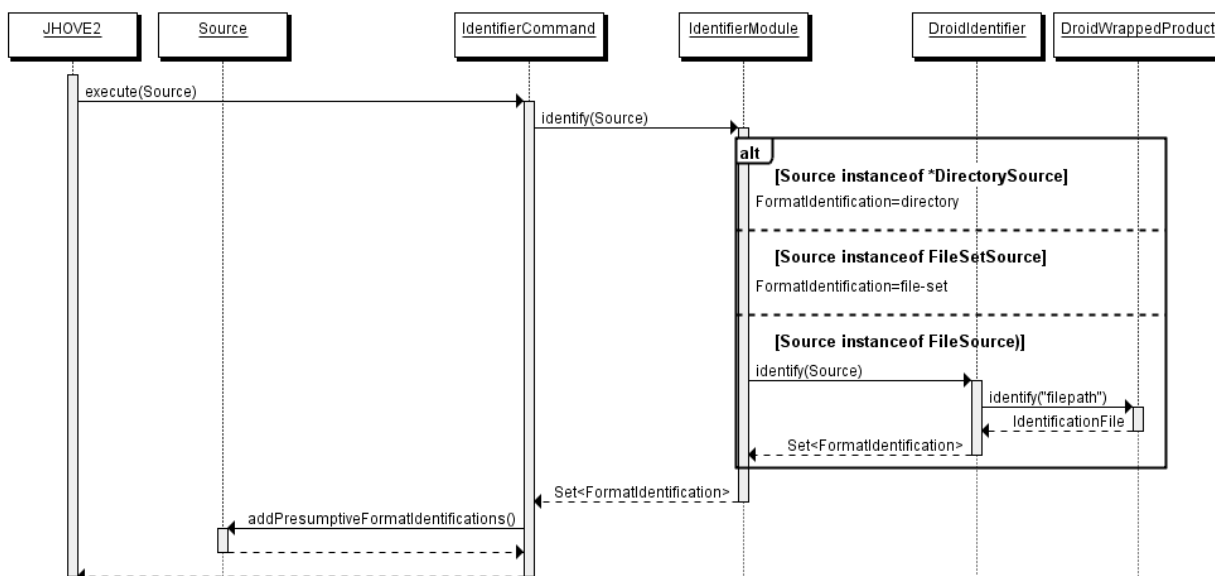 JHOVE2
Source
IdentifierCommand
IdentifierModule
DroidIdentifier
DroidWrappedProduct
execute(Source)
identify(Source)
alt
[Source instanceof *DirectorySource]
FormatIdentification=directory
[Source instanceof FileSetSource]
FormatIdentification=file-set
[Source instanceof FileSource)]
identify(Source)
identify("filepath")
IdentificationFile
Set<FormatIdentification>
Set<FormatIdentification>
addPresumptiveFormatIdentifications()